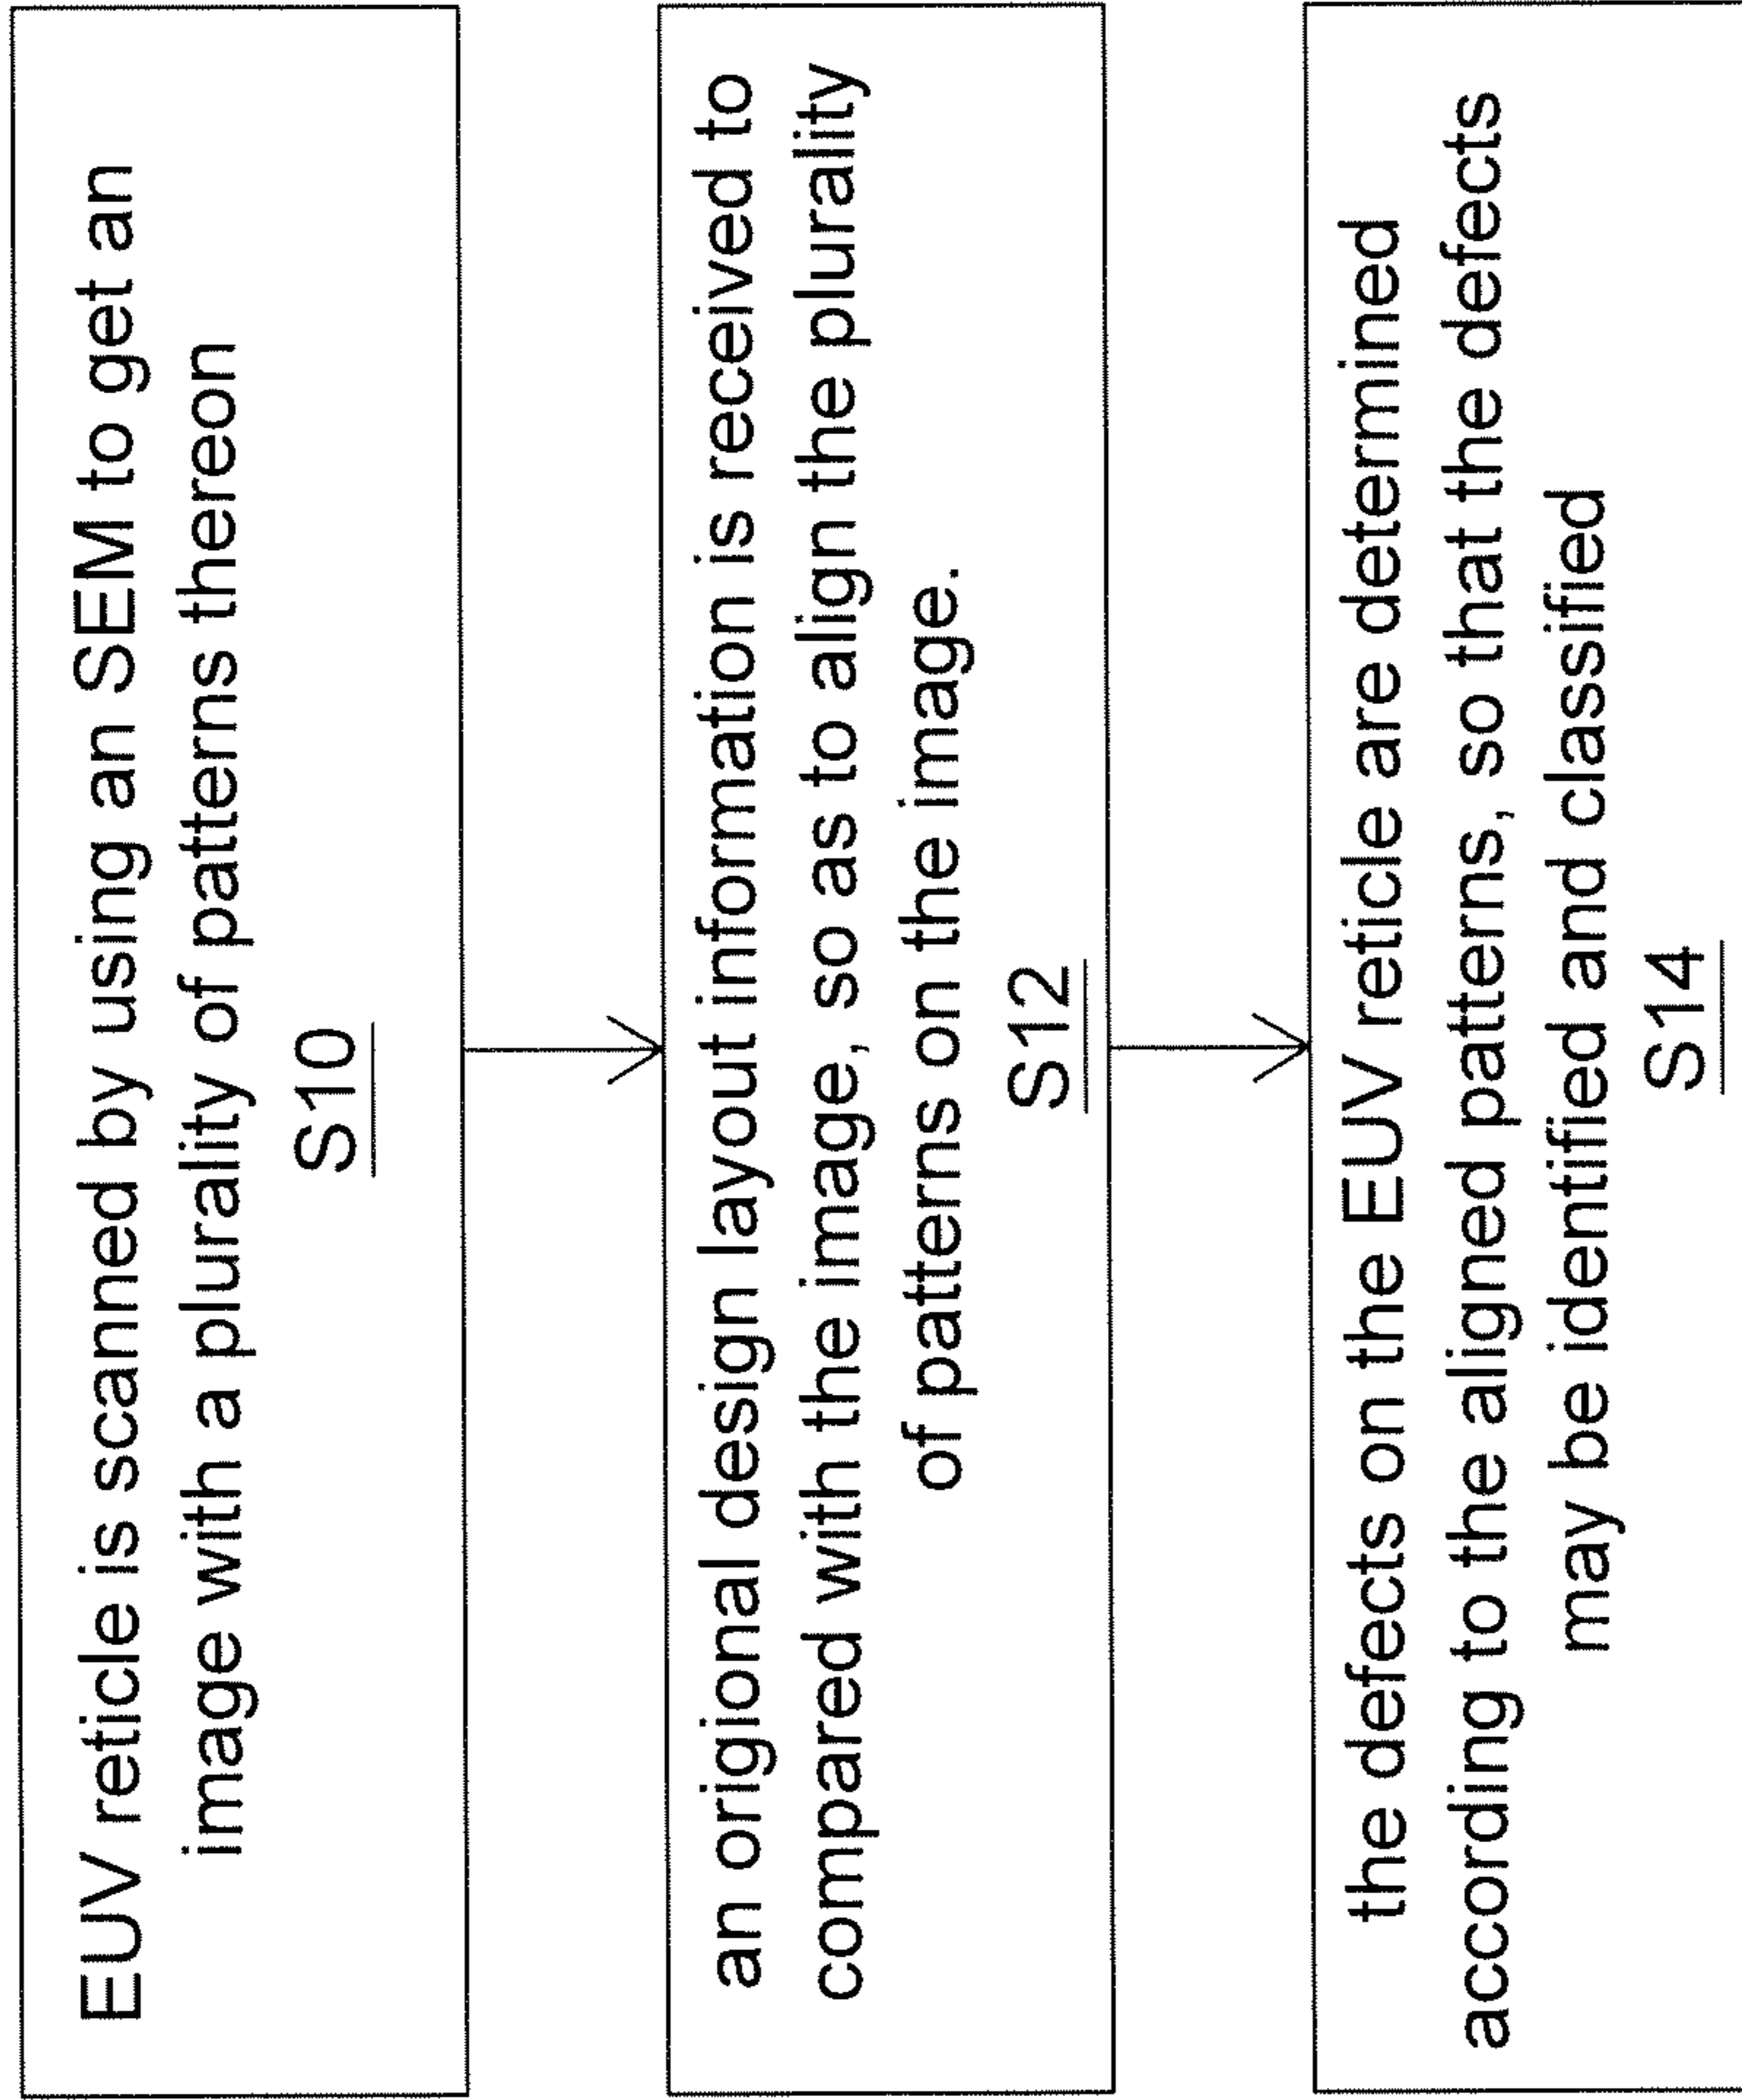 EUV reticle is scanned by using an SEM to get an
image with a plurality of patterns thereon
S10
an origional design layout information is received to
compared with the image, so as to align the plurality
of patterns on the image.
S12
the defects on the EUV reticle are determined
according to the aligned patterns, so that the defects
may be identified and classified
S14